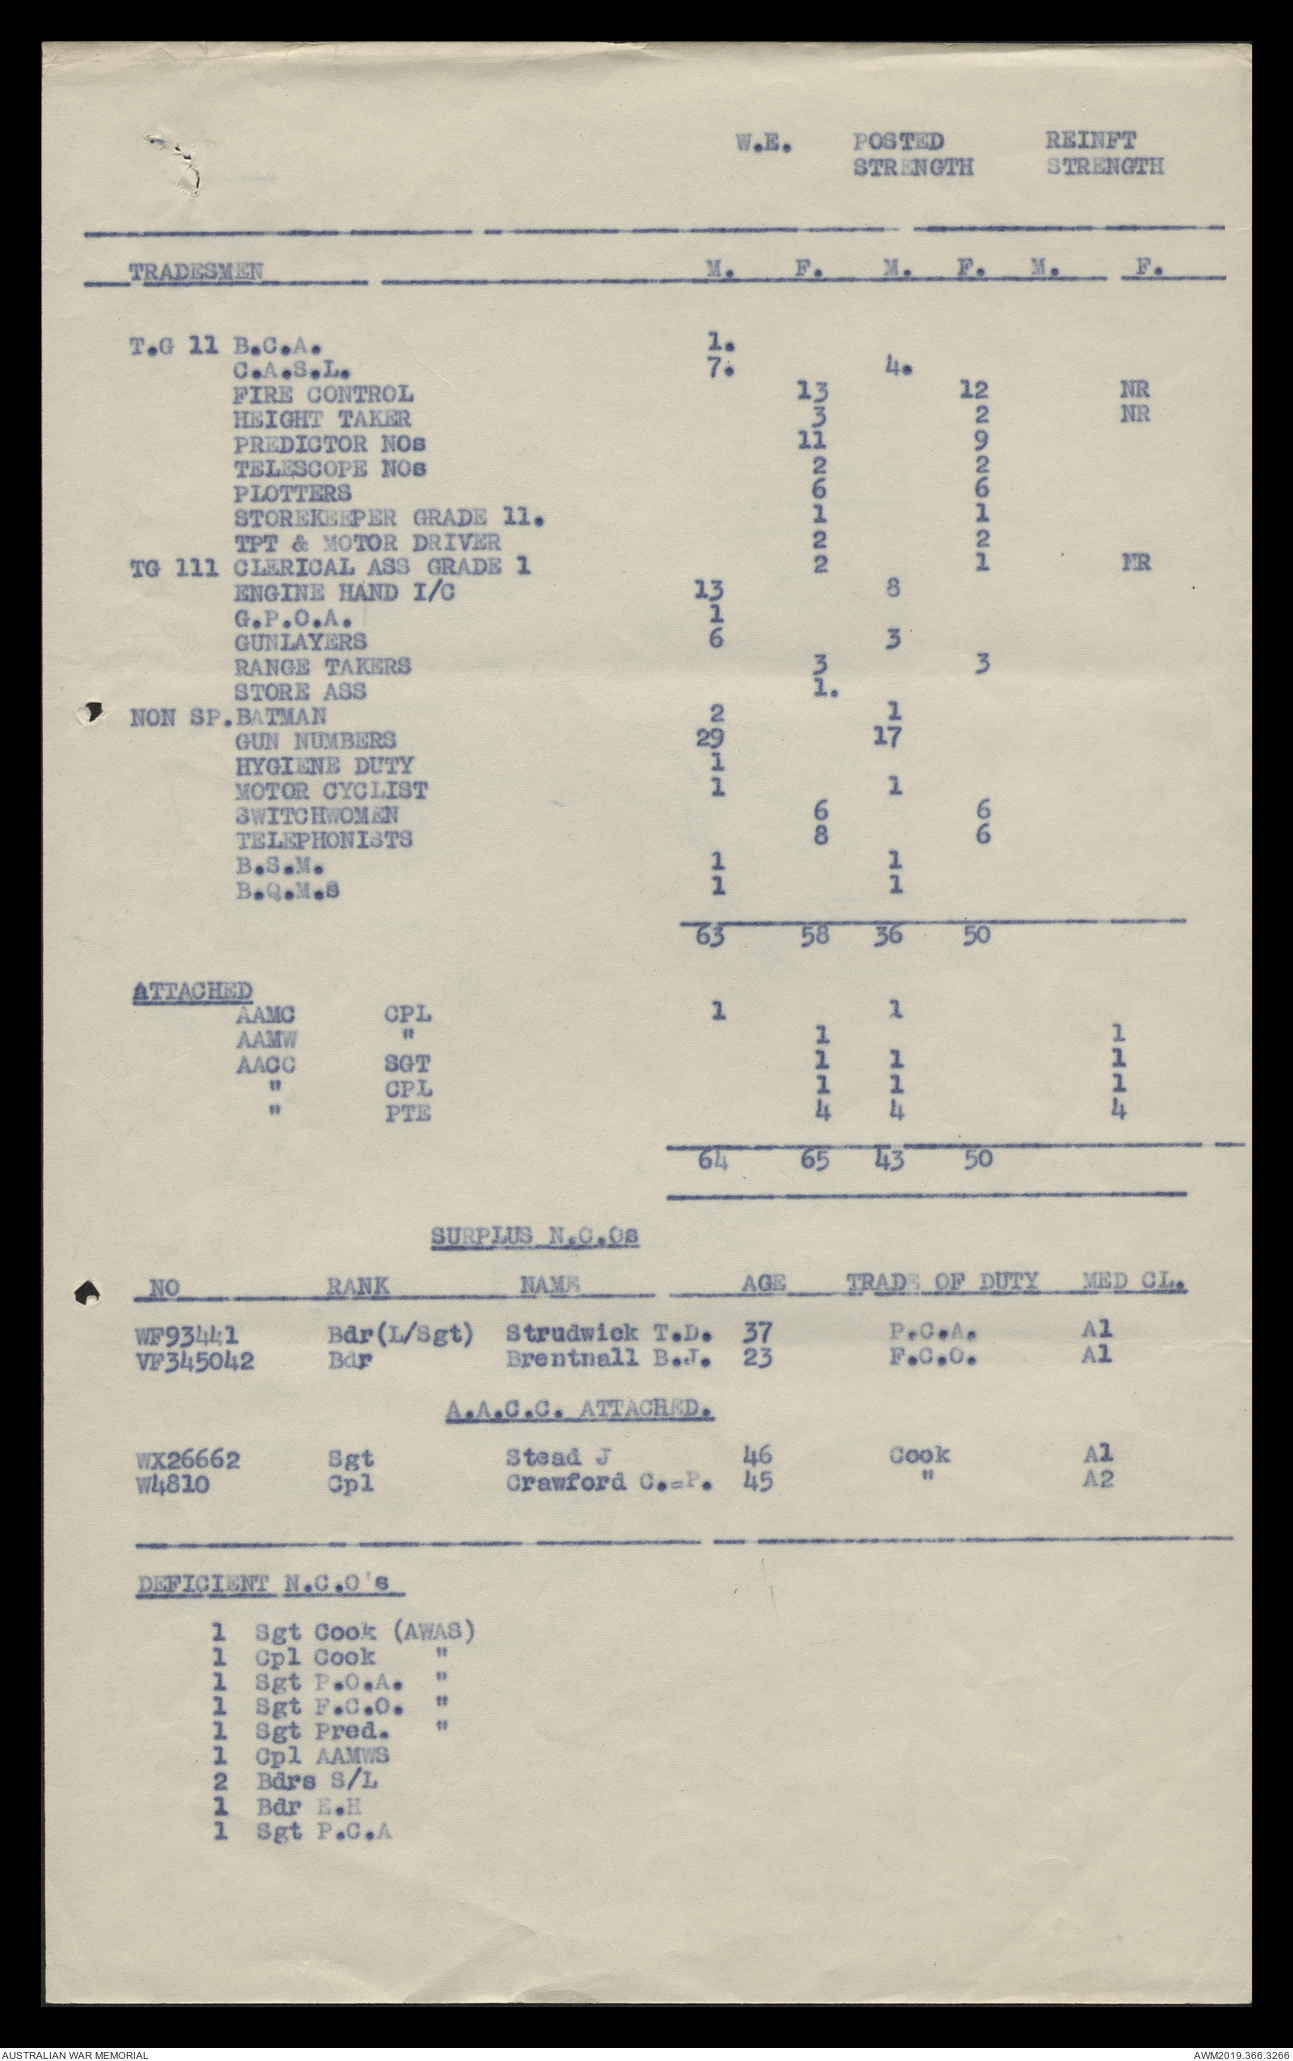 W.E. POSTED REINFT
STRENGTH STRENGTH
TRADESMEN M. F. M. F. M. F.
T.G 11 B.C.A. 1.
C.A.S.L. 7. 4.
FIRE CONTROL 13 12 NR
HEIGHT TAKER 3 2 NR
PREDICTOR NOs 11 9
TELESCOPE NOs 2 2
PLOTTERS 6 6
STOREKEEPER GRADE 11. 1 1
TPT & MOTOR DRIVER 2 2
TG 111 CLERICAL ASS GRADE 1 2 1 NR
ENGINE HAND I/C 13 8
G.P.O.A. 1
GUNLAYERS 6 3
RANGE TAKERS 3 3
STORE ASS 1.
NON SP.BATMAN 2 1
GUN NUMBERS 29 17
HYGIENE DUTY 1
MOTOR CYCLIST 1 1
SWITCHWOMEN 6 6
TELEPHONISTS 8 6
B.S.M. 1 1
B.Q.M.S 1 1
63 58 36 50
ATTACHED
AAMC CPL 1 1
AAMW " 1 1
AACC SGT 1 1 1
" CPL 1 1 1
" PTE 4 4 4
64 65 43 50
SURPLUS N.C.Os
NO RANK NAME AGE TRADE OF DUTY MED CL.
WF93441 Bdr(L/Sgt) Strudwick T.D. 37 P.C.A. A1
VF345042 Bdr Brentnall B.J. 23 F.C.O. A1
A.A.C.C. ATTACHED.
WX26662 Sgt Stead J 46 Cook A1
W4810 Cpl Crawford C.=P. 45 " A2
DEFICIENT N.C.O's
1 Sgt Cook (AWAS)
1 Cpl Cook "
1 Sgt P.O.A. "
1 Sgt F.C.O. "
1 Sgt Pred. "
1 Cpl AAMWS
2 Bdrs S/L
1 Bdr E.H
1 Sgt P.C.A
AUSTRALIAN WAR MEMORIAL AWM2019.366.3266